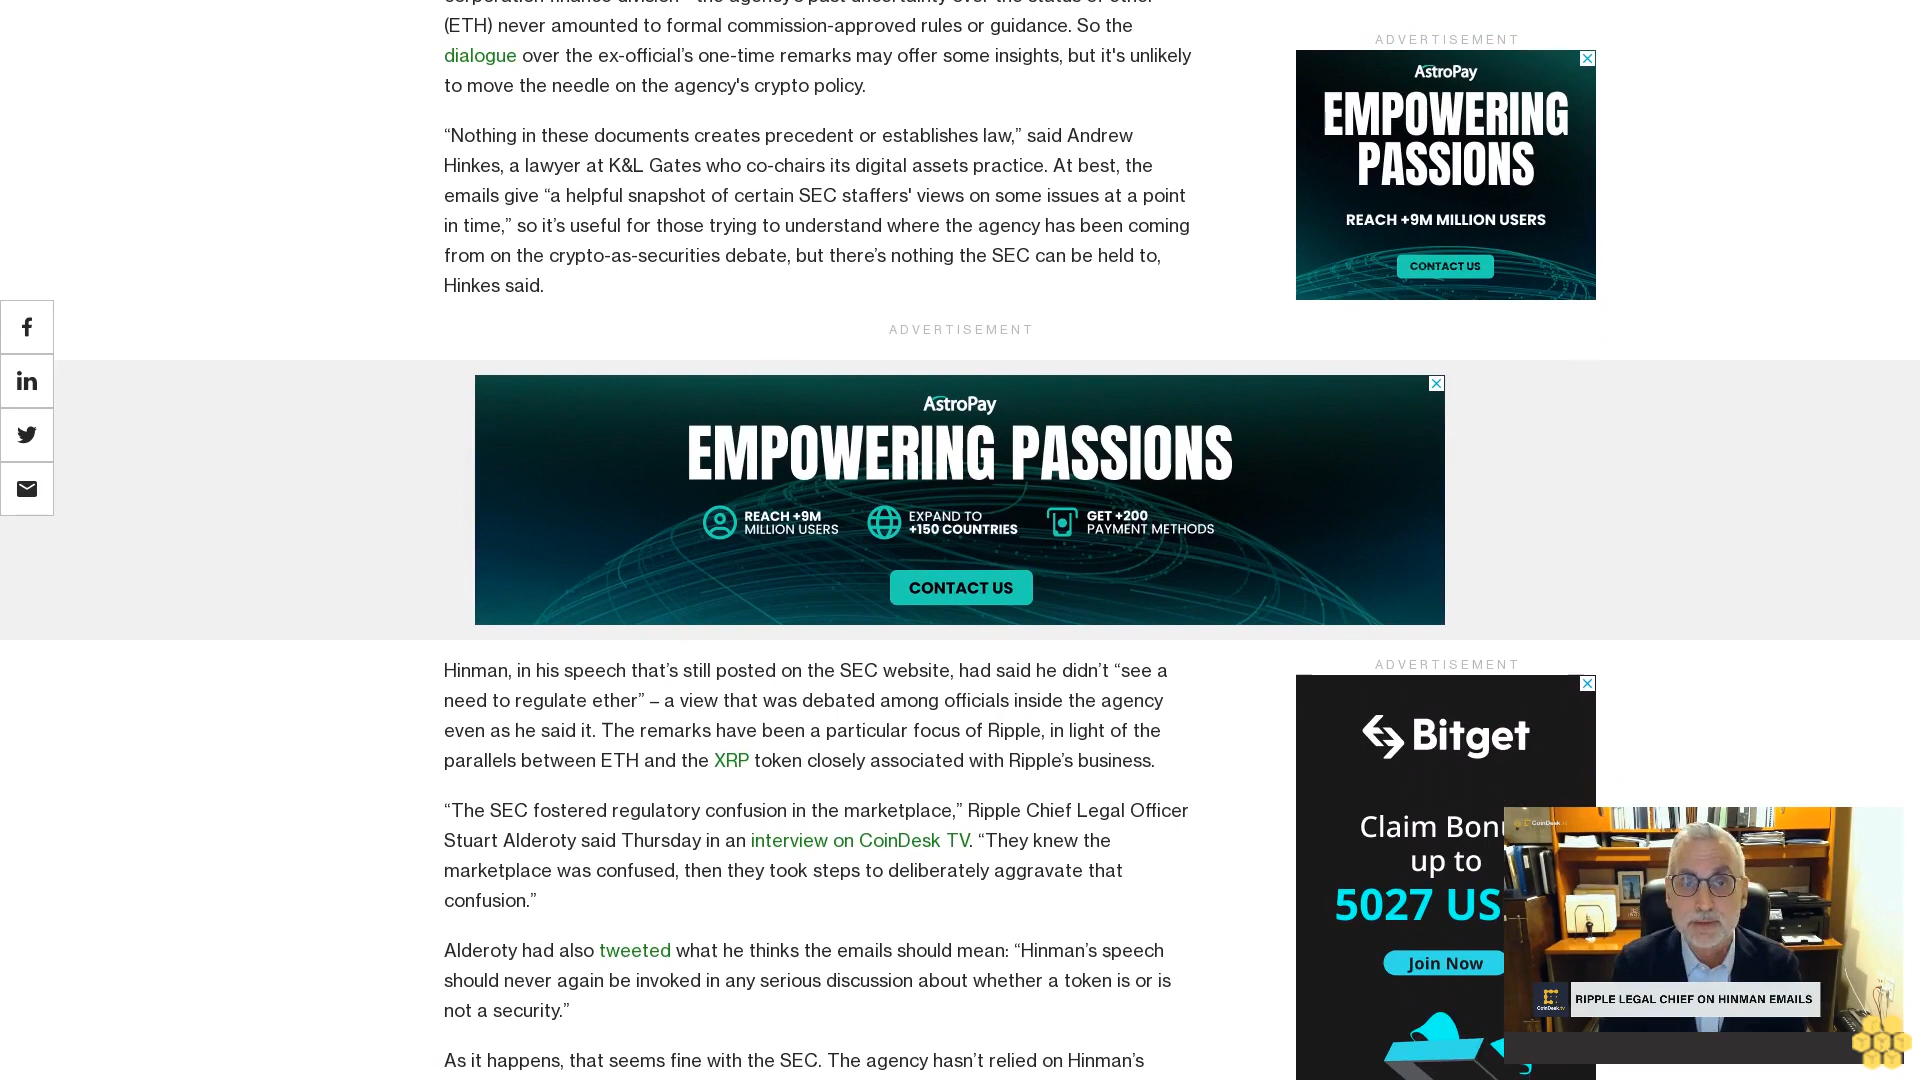 (ETH) never amounted to formal commission-approved rules or guidance. So the
dialogue over the ex-official’s one-time remarks may offer some insights, but it's unlikely
to move the needle on the agency's crypto policy.
“Nothing in these documents creates precedent or establishes law,” said Andrew
Hinkes, a lawyer at K&L Gates who co-chairs its digital assets practice. At best, the
emails give “a helpful snapshot of certain SEC staffers' views on some issues at a point
in time,” so it’s useful for those trying to understand where the agency has been coming
from on the crypto-as-securities debate, but there’s nothing the SEC can be held to,
Hinkes said.
ADVERTISEMENT
AstroPay
EMPOWERING
PASSIONS
REACH +9M MILLION USERS
CONTACT US
ADVERTISEMENT
AstroPay
EMPOWERING PASSIONS
REACH +9M
MILLION USERS
EXPAND TO
+150 COUNTRIES
GET +200
PAYMENT METHODS
CONTACT US
Hinman, in his speech that’s still posted on the SEC website, had said he didn’t “see a
need to regulate ether” – a view that was debated among officials inside the agency
even as he said it. The remarks have been a particular focus of Ripple, in light of the
parallels between ETH and the XRP token closely associated with Ripple’s business.
“The SEC fostered regulatory confusion in the marketplace,” Ripple Chief Legal Officer
Stuart Alderoty said Thursday in an interview on CoinDesk TV. “They knew the
marketplace was confused, then they took steps to deliberately aggravate that
confusion.”
Alderoty had also tweeted what he thinks the emails should mean: “Hinman’s speech
should never again be invoked in any serious discussion about whether a token is or is
not a security.”
As it happens, that seems fine with the SEC. The agency hasn’t relied on Hinman’s
ADVERTISEMENT
Bitget
Claim Bonu
up to
5027 US
Join Now
CoinDesk
CoinDesk.tv
RIPPLE LEGAL CHIEF ON HINMAN EMAILS